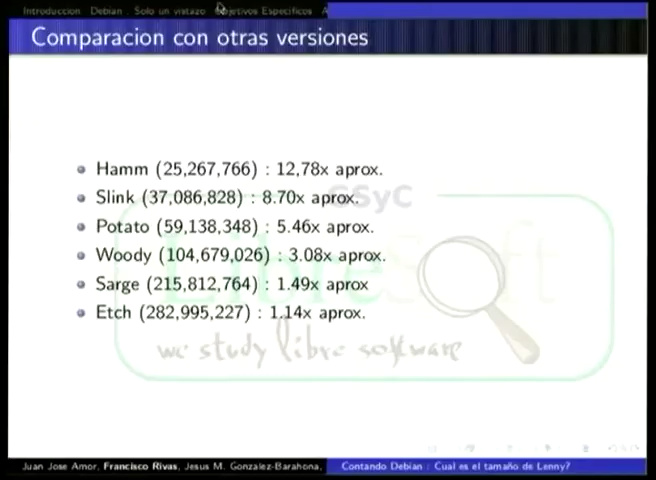 Introduccion Debian : Solo un vistazo Objetivos Especificos A
Comparacion con otras versiones
Hamm (25,267,766) : 12,78x aprox.
Slink (37,086,828) : 8.70x aprox.
Potato (59,138,348) : 5.46x aprox.
Woody (104,679,026) : 3.08x aprox.
Sarge (215,812,764) : 1.49x aprox
Etch (282,995,227) : 1.14x aprox.
GSyC
LibreSoft
we study libre software
Juan Jose Amor, Francisco Rivas, Jesus M. Gonzalez-Barahona, Contando Debian : Cual es el tamaño de Lenny?